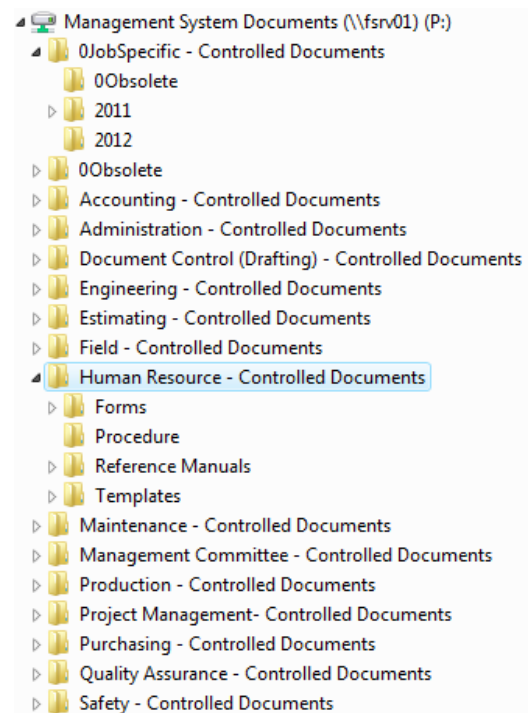 Management System Documents (\\fsrv01) (P:)
0JobSpecific - Controlled Documents
0Obsolete
2011
2012
0Obsolete
Accounting - Controlled Documents
Administration - Controlled Documents
Document Control (Drafting) - Controlled Documents
Engineering - Controlled Documents
Estimating - Controlled Documents
Field - Controlled Documents
Human Resource - Controlled Documents
Forms
Procedure
Reference Manuals
Templates
Maintenance - Controlled Documents
Management Committee - Controlled Documents
Production - Controlled Documents
Project Management- Controlled Documents
Purchasing - Controlled Documents
Quality Assurance - Controlled Documents
Safety - Controlled Documents